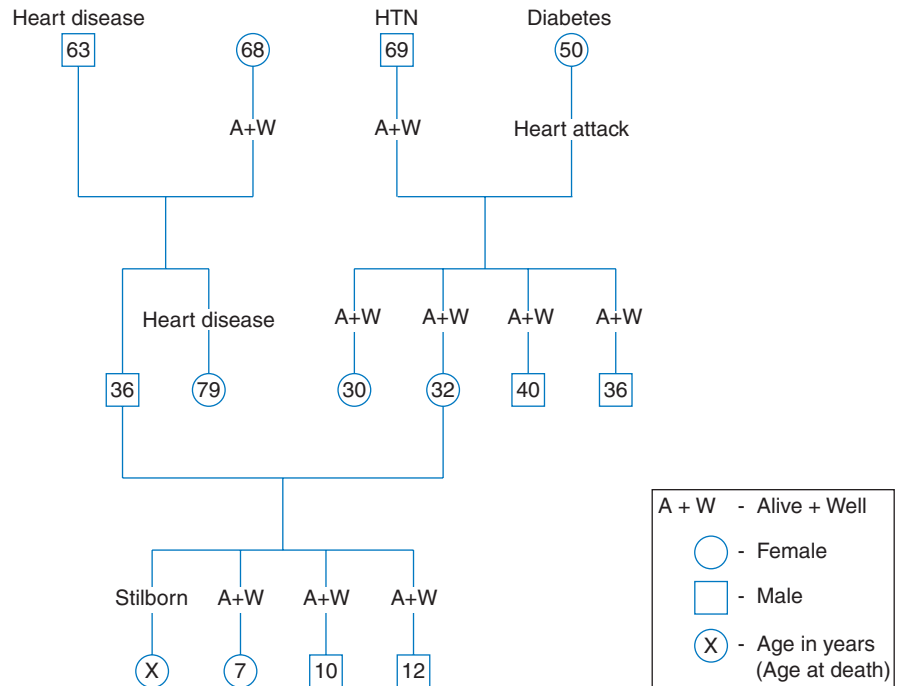 Heart disease HTN Diabetes
63 68 69 50
A+W A+W Heart attack
Heart disease A+W A+W A+W A+W
36 79 30 32 40 36
A + W - Alive + Well
- Female
Stilborn A+W A+W A+W - Male
X 7 10 12 X - Age in years
(Age at death)